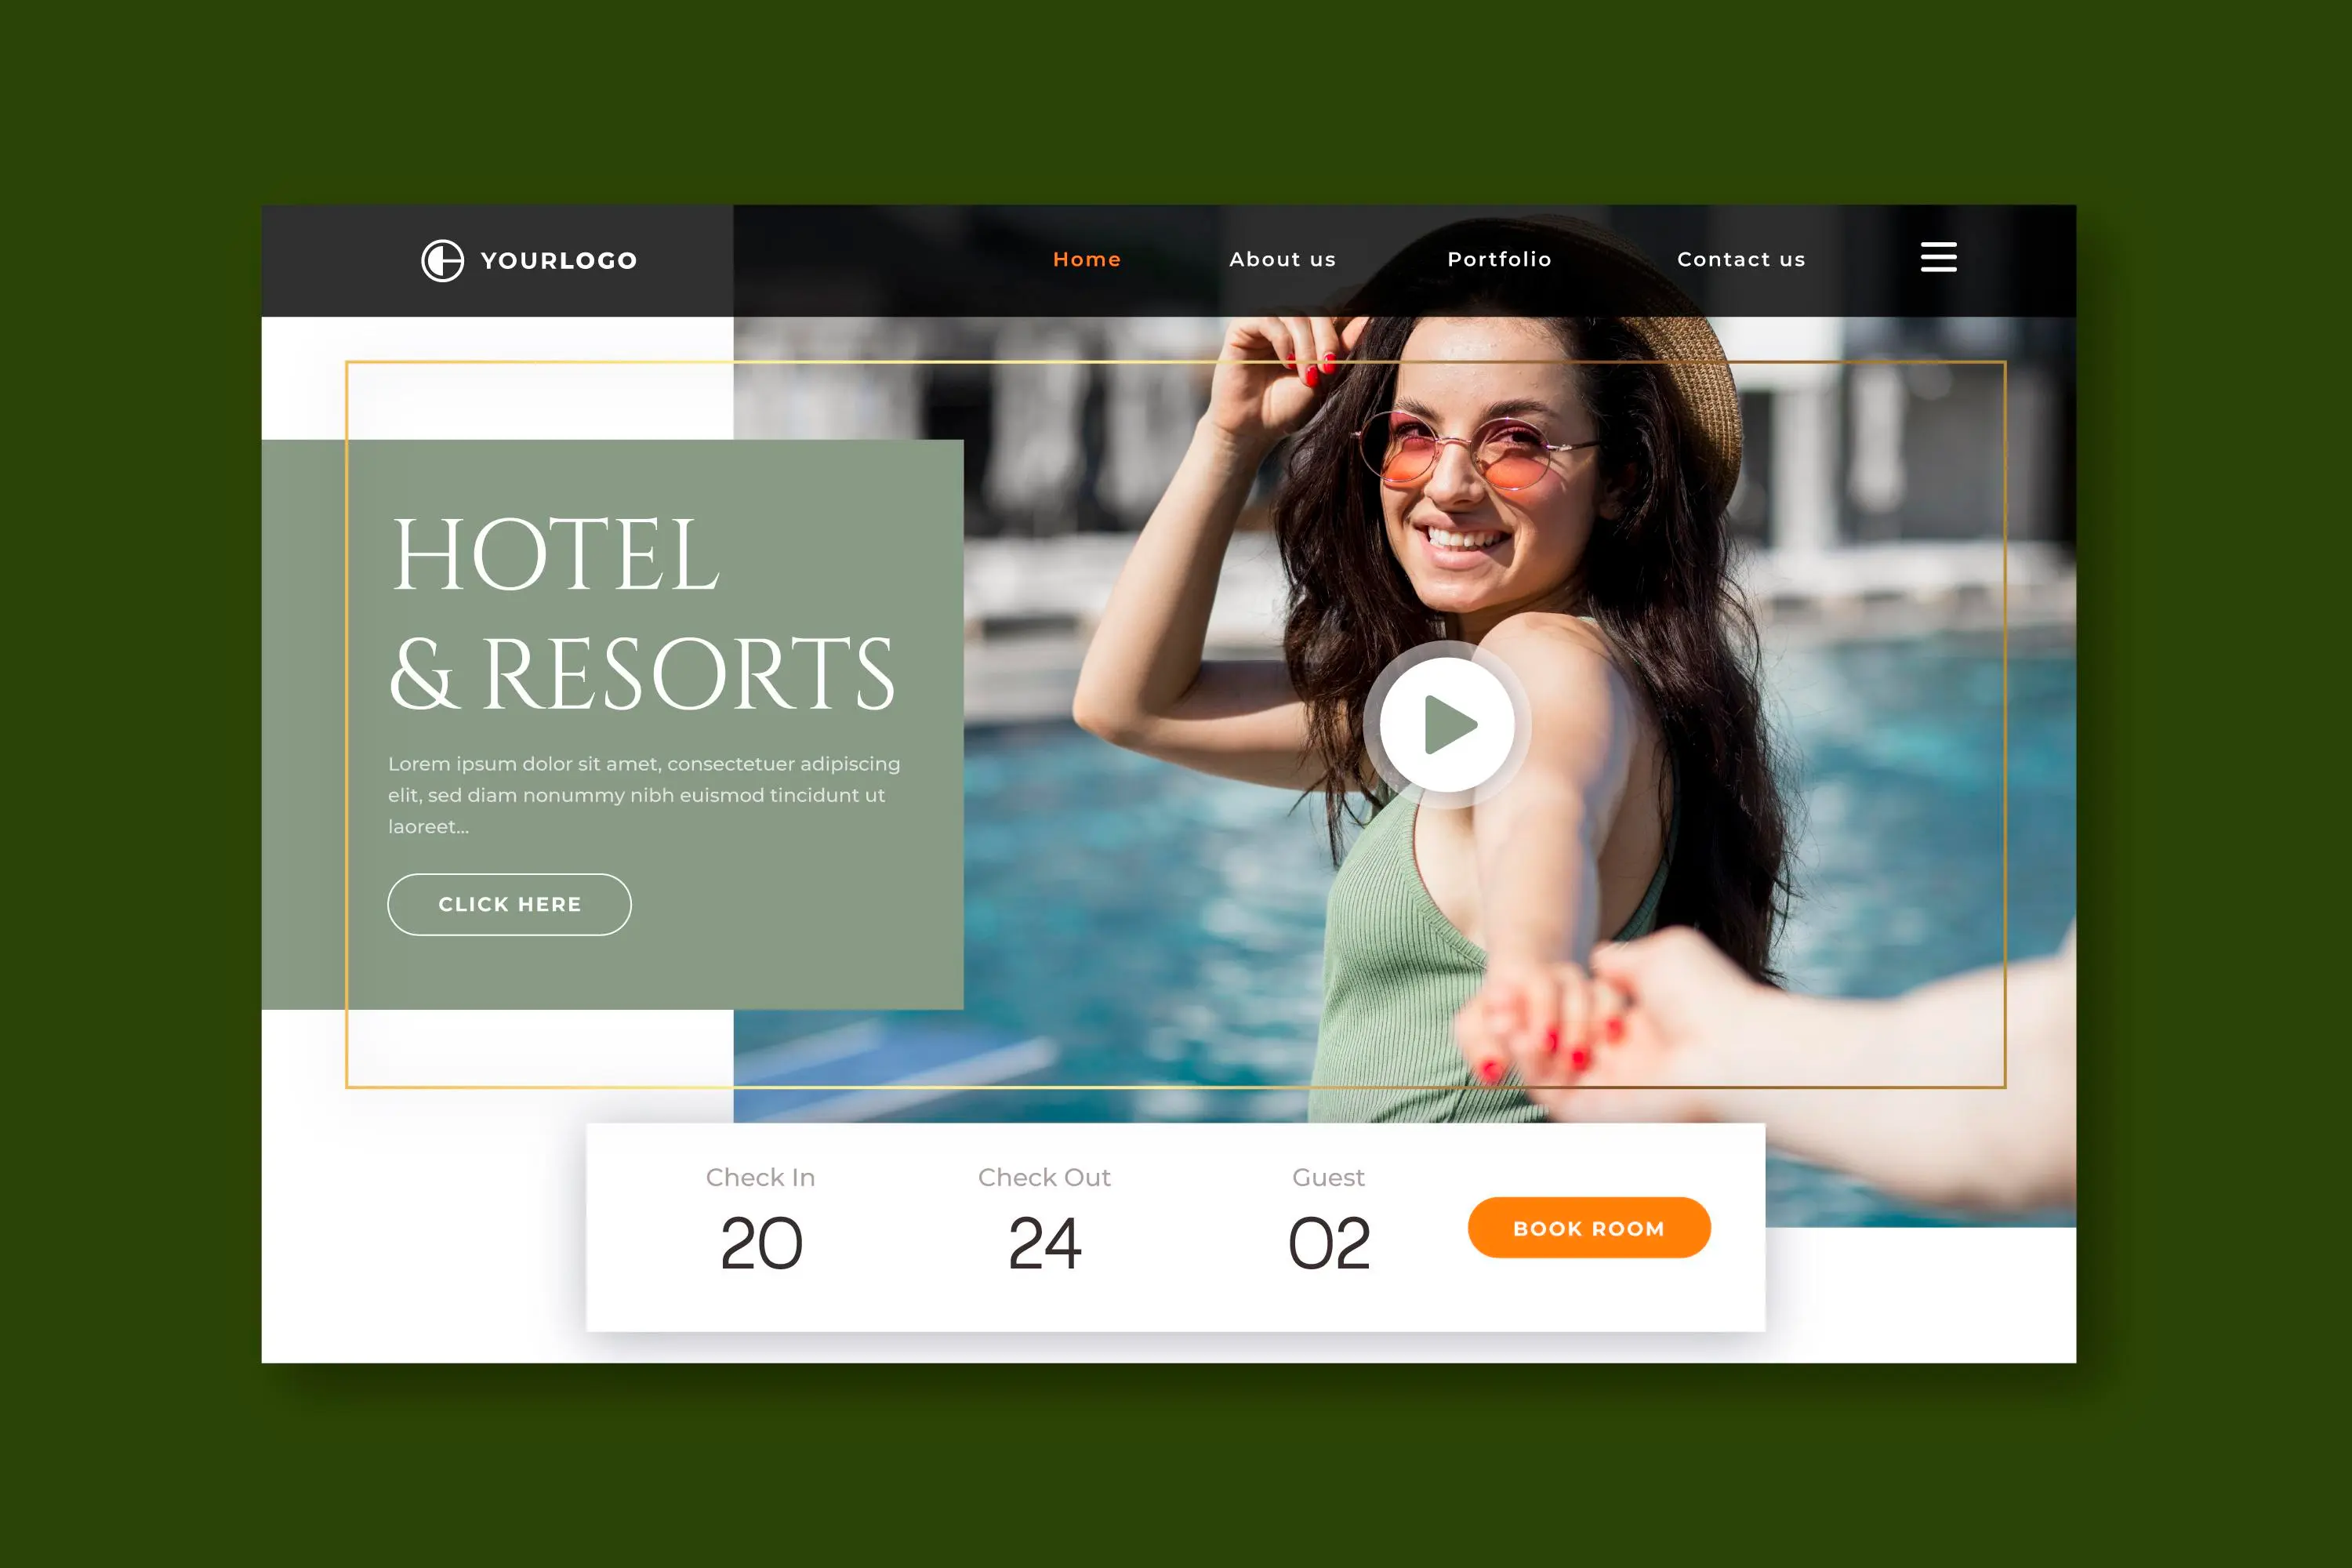 YOURLOGO
Home
About us
Portfolio
Contact us
HOTEL
& RESORTS
Lorem ipsum dolor sit amet, consectetuer adipiscing
elit, sed diam nonummy nibh euismod tincidunt ut
laoreet...
CLICK HERE
Check In
20
Check Out
24
Guest
02
BOOK ROOM